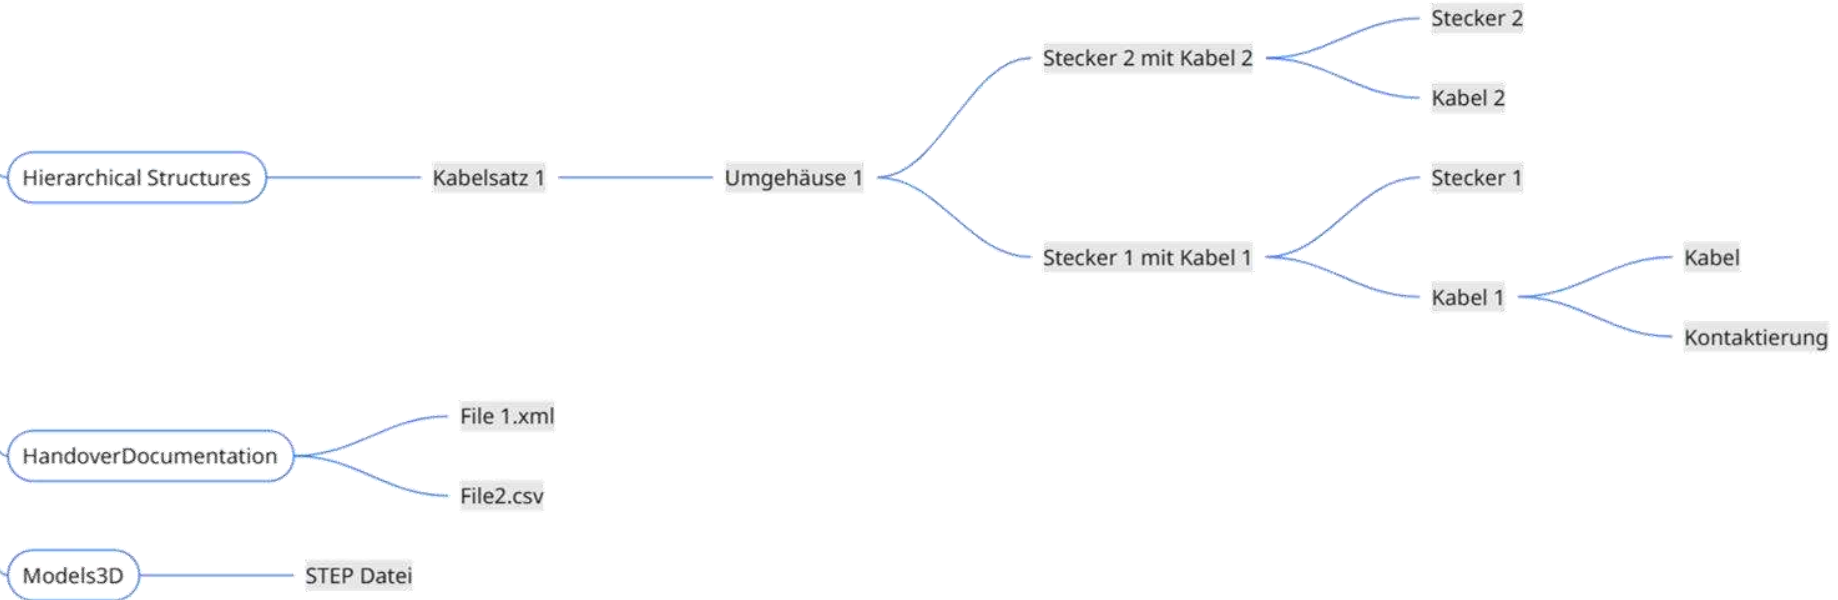 Stecker 2
Stecker 2 mit Kabel 2
Kabel 2
Hierarchical Structures
Kabelsatz 1
Umgehäuse 1
Stecker 1
Stecker 1 mit Kabel 1
Kabel
Kabel 1
Kontaktierung
File 1.xml
HandoverDocumentation
File2.csv
Models3D
STEP Datei